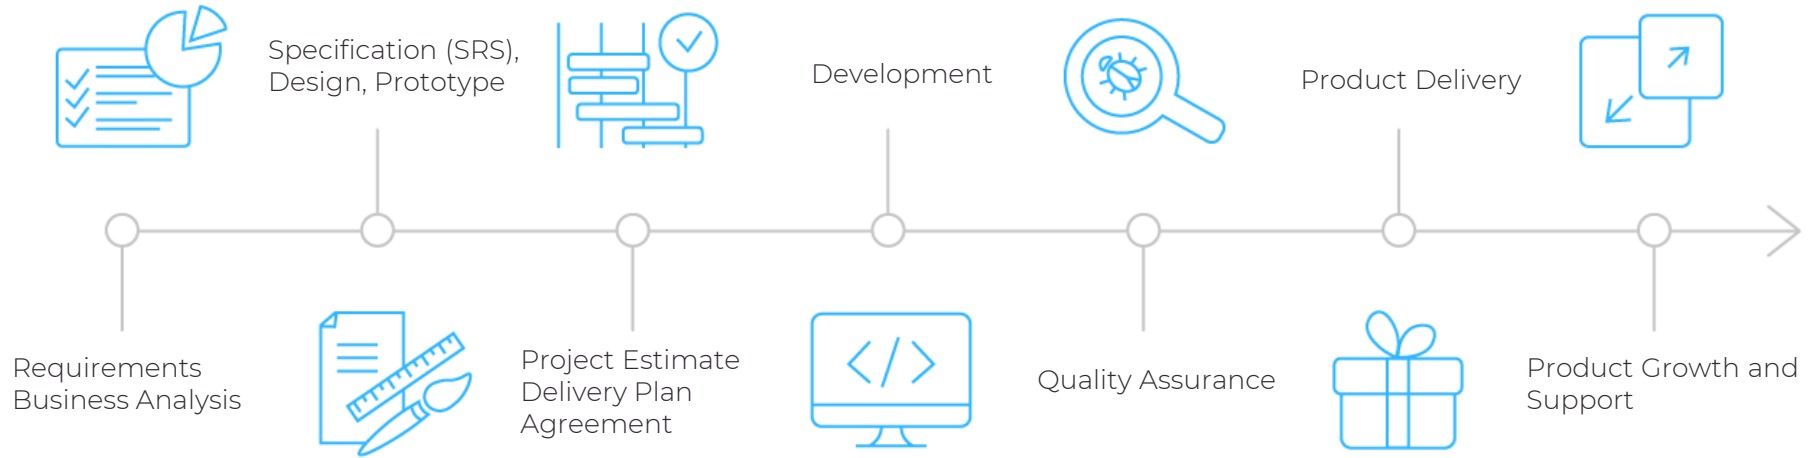 Requirements
Business Analysis
Specification (SRS),
Design, Prototype
Project Estimate
Delivery Plan
Agreement
Development
</>
Quality Assurance
Product Delivery
Product Growth and
Support